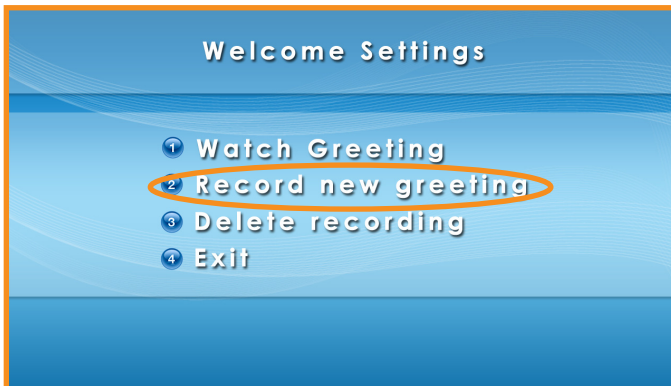 Welcome Settings
1 Watch Greeting
2 Record new greeting
3 Delete recording
4 Exit